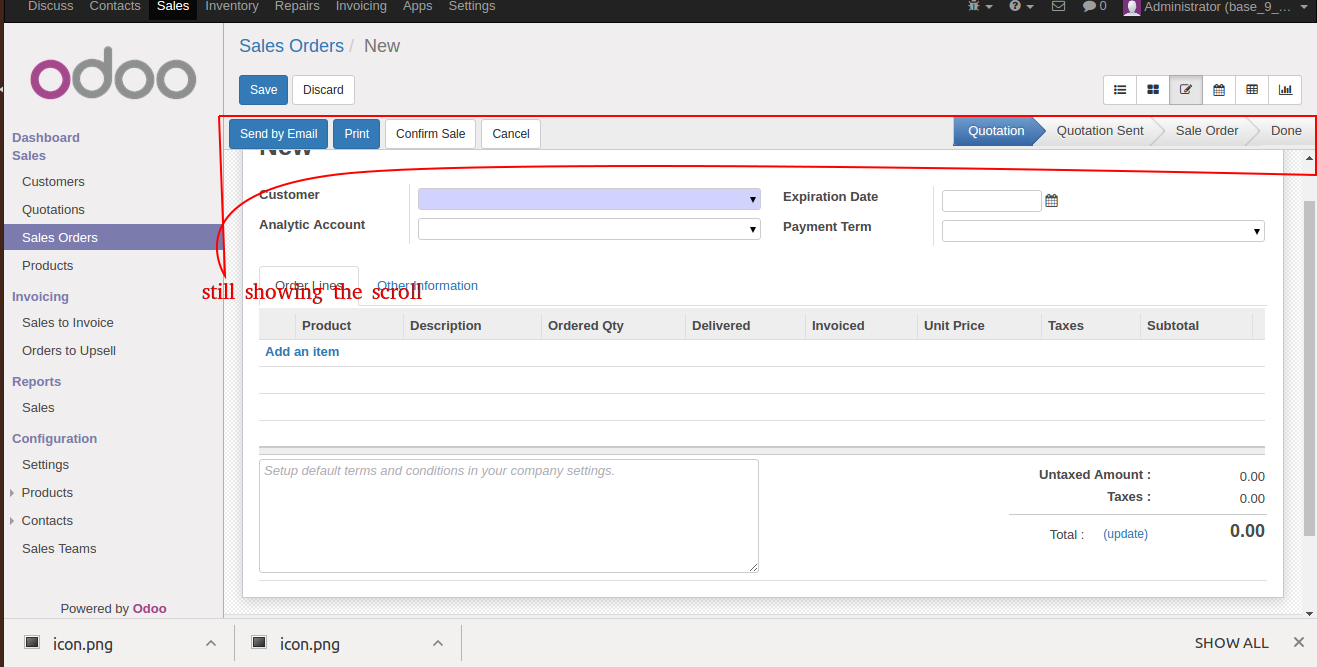 Discuss Contacts Sales Inventory Repairs Invoicing Apps Settings 0 Administrator (base_9_...
odoo
Sales Orders / New
Save Discard
Send by Email Print Confirm Sale Cancel Quotation Quotation Sent Sale Order Done
New
Dashboard
Sales
Customers
Quotations
Sales Orders
Products
Invoicing
Sales to Invoice
Orders to Upsell
Reports
Sales
Configuration
Settings
Products
Contacts
Sales Teams
Powered by Odoo
Customer Expiration Date
Analytic Account Payment Term
Order Lines Other Information
still showing the scroll
Product Description Ordered Qty Delivered Invoiced Unit Price Taxes Subtotal
Add an item
Setup default terms and conditions in your company settings.
Untaxed Amount : 0.00
Taxes : 0.00
Total : (update) 0.00
icon.png icon.png SHOW ALL